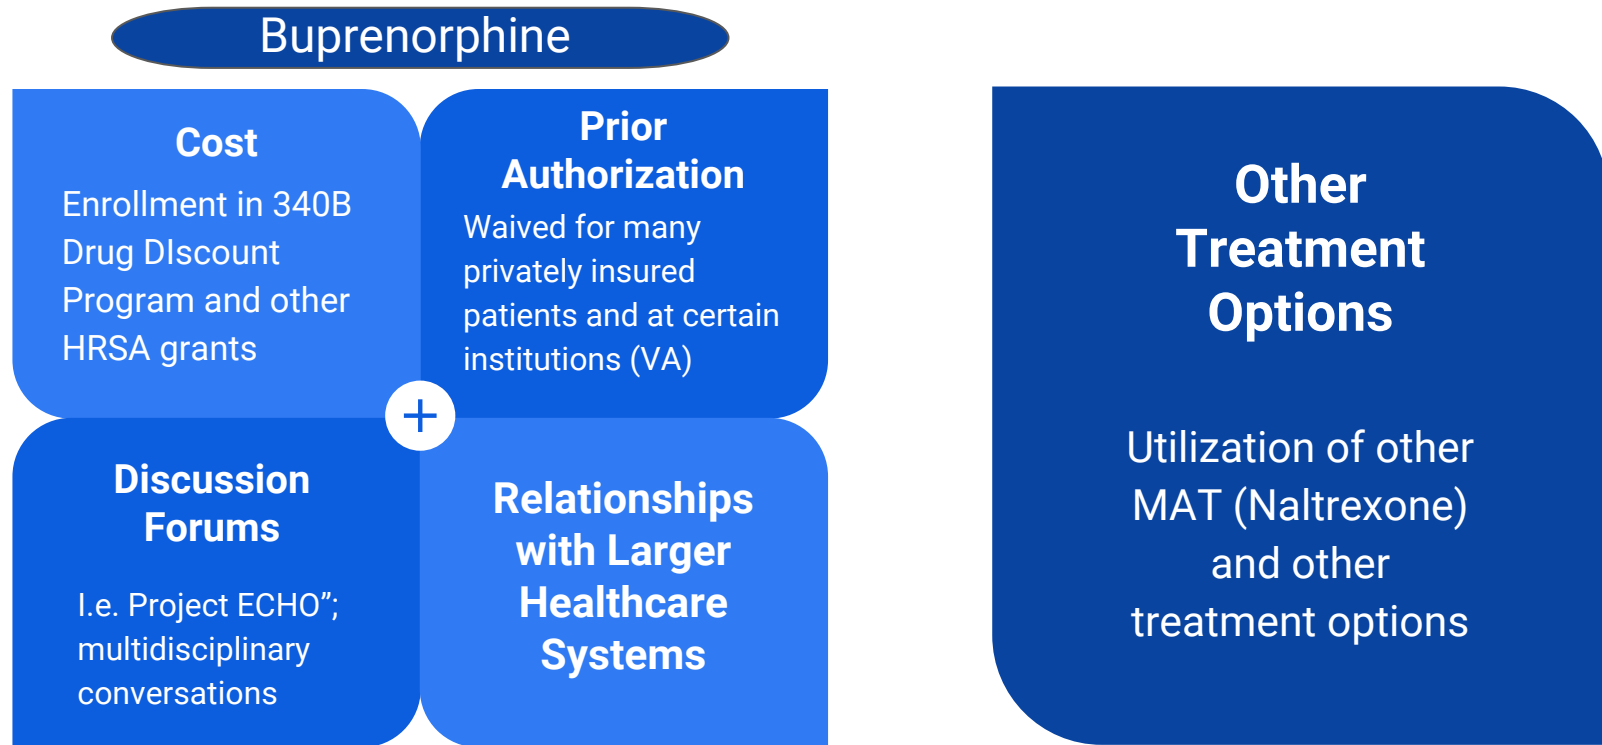 Buprenorphine
Cost
Enrollment in 340B
Drug DIscount
Program and other
HRSA grants
Prior
Authorization
Waived for many
privately insured
patients and at certain
institutions (VA)
+
Discussion
Forums
I.e. Project ECHO”;
multidisciplinary
conversations
Relationships
with Larger
Healthcare
Systems
Other
Treatment
Options
Utilization of other
MAT (Naltrexone)
and other
treatment options